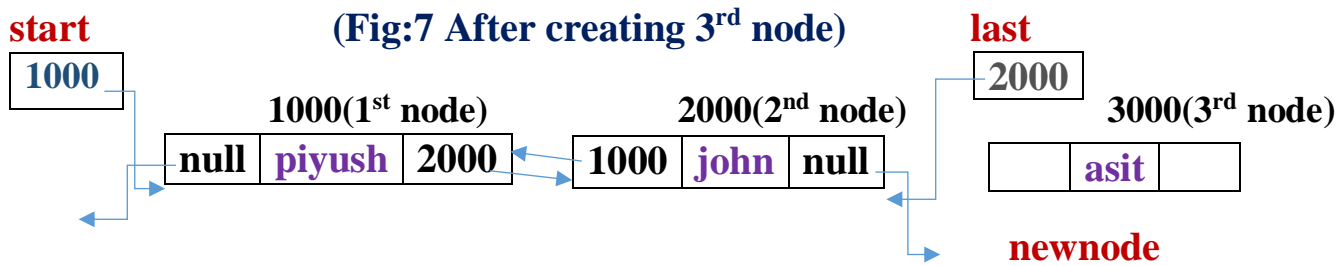 start (Fig:7 After creating 3rd node) last
1000 2000
1000(1st node) 2000(2nd node) 3000(3rd node)
null piyush 2000 1000 john null asit
newnode